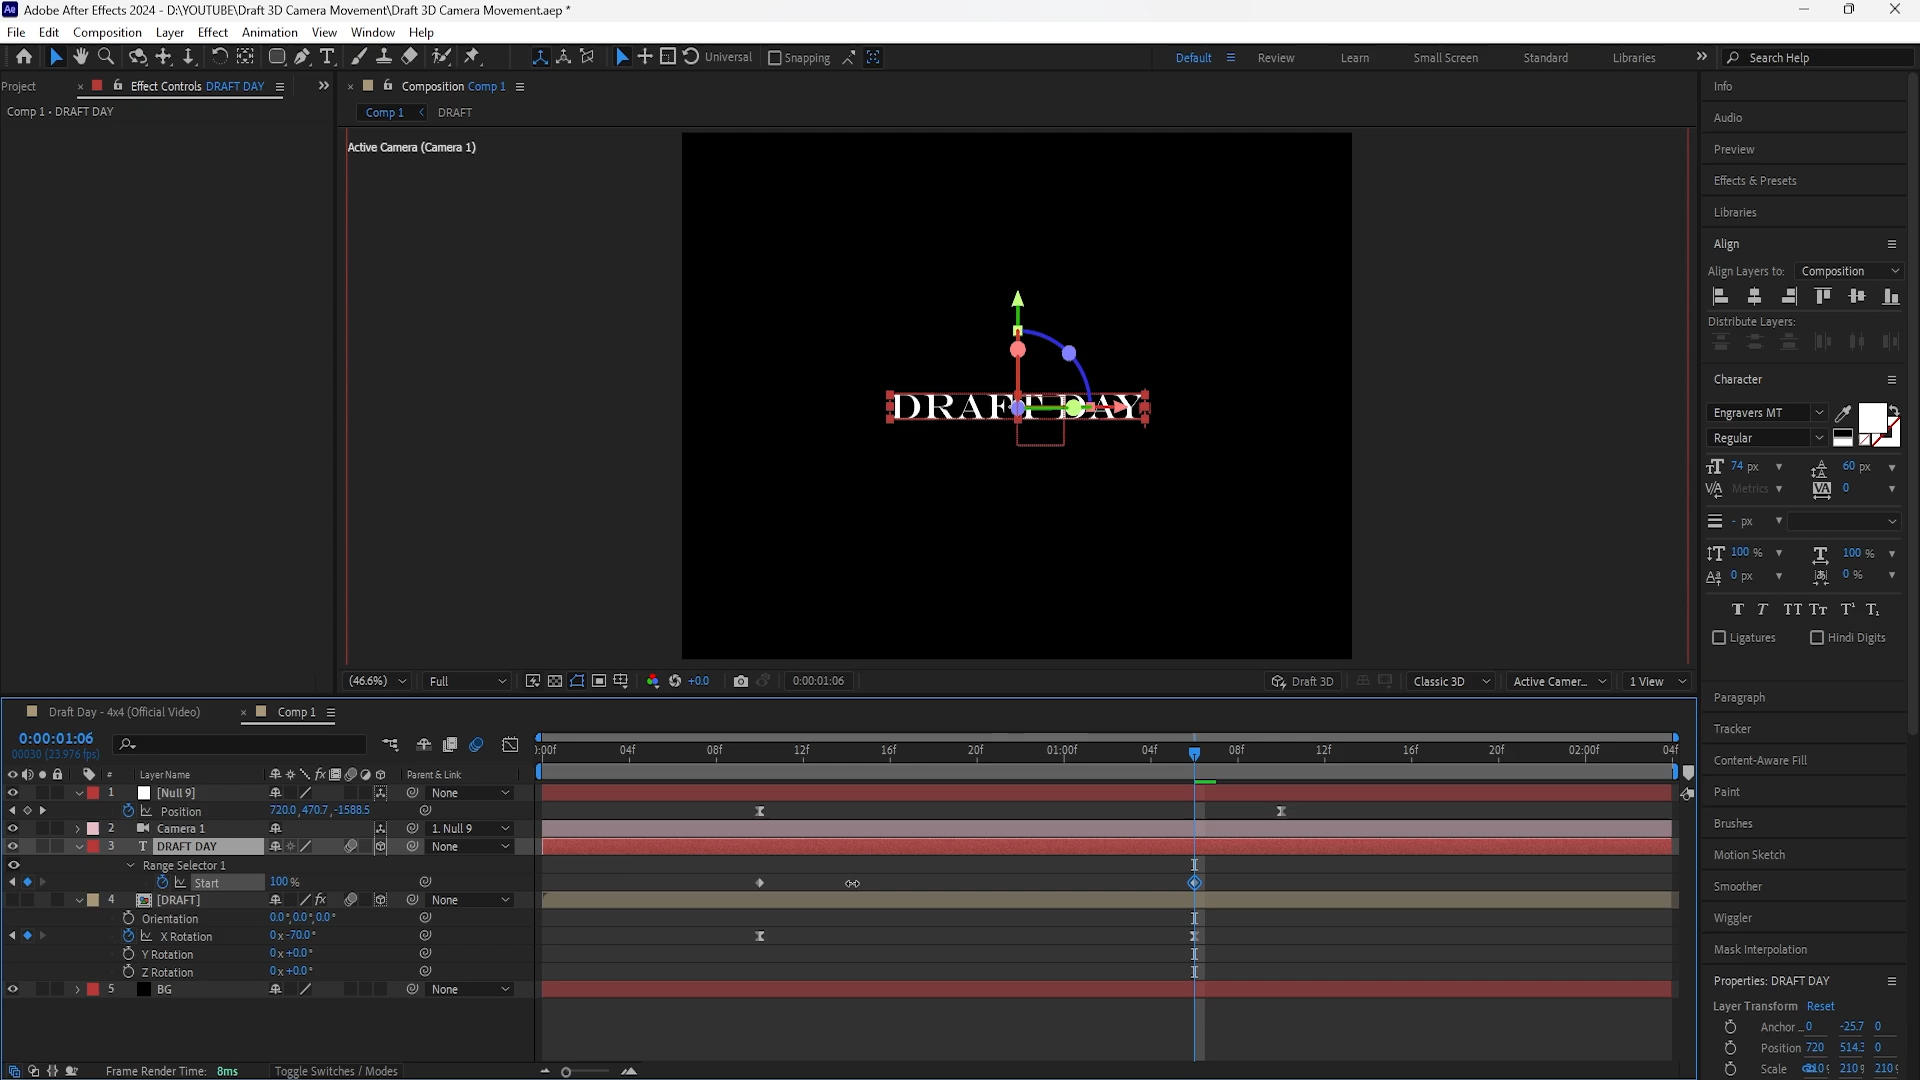 Adobe After Effects 2024 - D:\YOUTUBE\Draft 3D Camera Movement\Draft 3D Camera Movement.aep *
File Edit Composition Layer Effect Animation View Window Help
Universal Snapping Default Review Learn Small Screen Standard Libraries Search Help
Project Effect Controls DRAFT DAY Composition Comp 1
Comp 1 • DRAFT DAY Comp 1 DRAFT
Active Camera (Camera 1)
DRAFT DAY
(46.6%) Full +0.0 0:00:01:06 Draft 3D Classic 3D Active Camer... 1 View
Info
Audio
Preview
Effects & Presets
Libraries
Align
Align Layers to: Composition
Distribute Layers:
Character
Engravers MT
Regular
74 px 60 px
Metrics 0
- px
100 % 100 %
0 px 0 %
Ligatures Hindi Digits
Paragraph
Tracker
Content-Aware Fill
Paint
Brushes
Motion Sketch
Smoother
Wiggler
Mask Interpolation
Properties: DRAFT DAY
Layer Transform Reset
Anchor ... 0 -25.7 0
Position 720 514.3 0
Scale
Draft Day - 4x4 (Official Video) Comp 1
0:00:01:06
00030 (23.976 fps)
:00f 04f 08f 12f 16f 20f 01:00f 04f 08f 12f 16f 20f 02:00f 04f
# Layer Name Parent & Link
1 [Null 9] None
Position 720.0, 470.7, -1588.5
2 Camera 1 1. Null 9
3 DRAFT DAY None
Range Selector 1
Start 100 %
4 [DRAFT] None
Orientation 0.0°, 0.0°, 0.0°
X Rotation 0x-70.0°
Y Rotation 0x+0.0°
Z Rotation 0x+0.0°
5 BG None
Frame Render Time: 8ms Toggle Switches / Modes